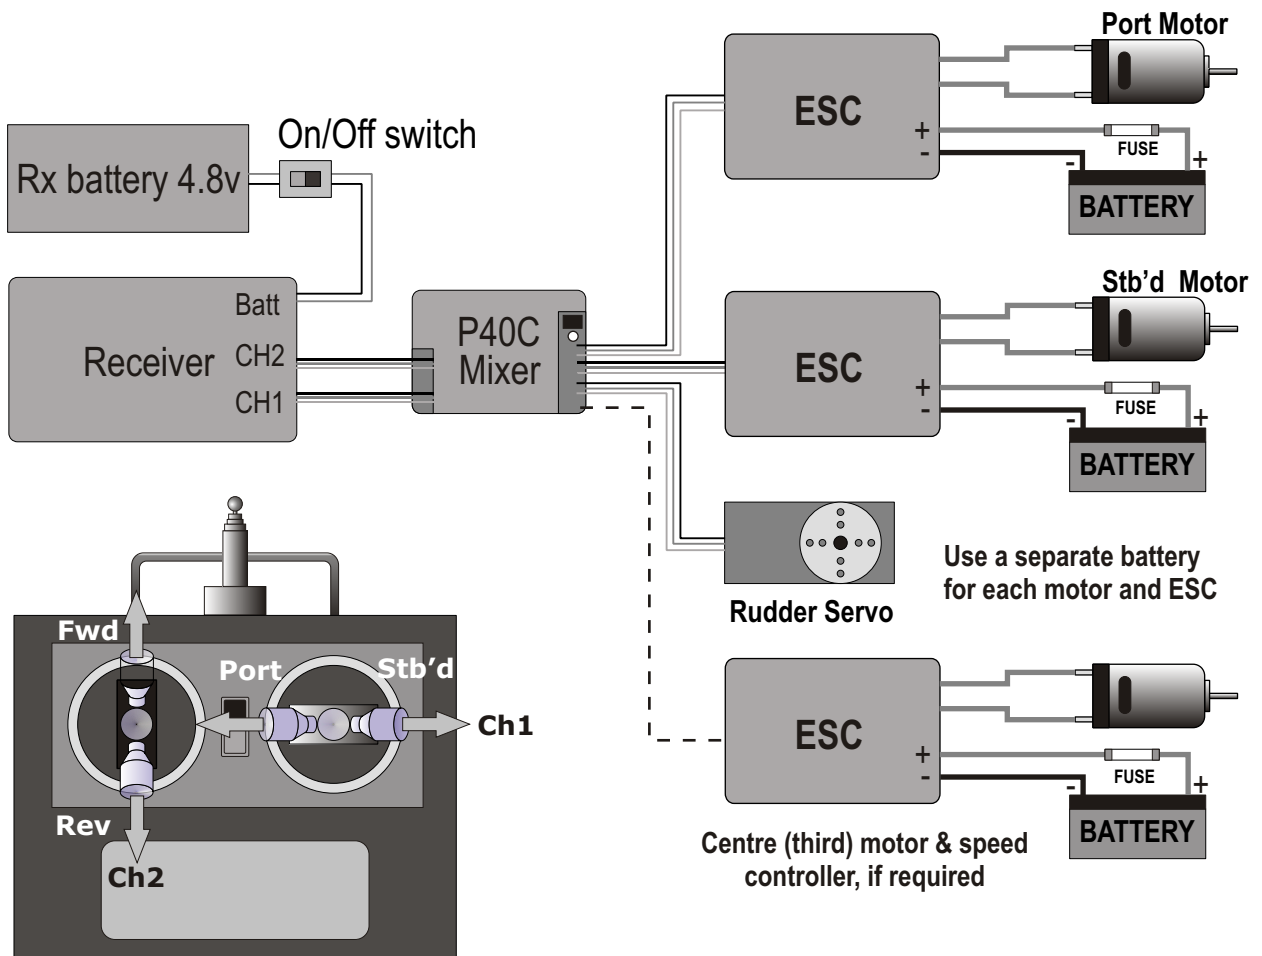 Port Motor
ESC
+
-
FUSE
-
+
BATTERY
On/Off switch
Rx battery 4.8v
Receiver
Batt
CH2
CH1
P40C
Mixer
Stb’d Motor
ESC
+
-
FUSE
-
+
BATTERY
Rudder Servo
Use a separate battery
for each motor and ESC
Fwd
Port
Stb’d
Ch1
Rev
Ch2
ESC
+
-
FUSE
-
+
BATTERY
Centre (third) motor & speed
controller, if required